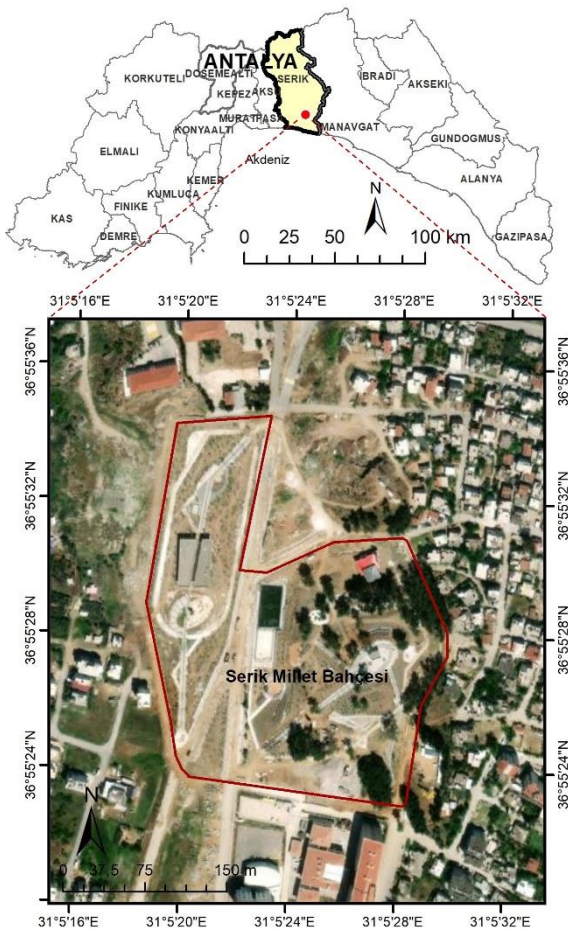 ANTALYA
KORKUTELI
DOSEMEALTI
SERIK
IBRADI
AKSEKI
KEPEZ
AKS
MURATPASA
MANAVGAT
KONYAALTI
GUNDOGMUS
ELMALI
Akdeniz
ALANYA
KEMER
KUMLUCA
FINIKE
KAS
DEMRE
GAZIPASA
N
0 25 50 100 km
31°5'16"E 31°5'20"E 31°5'24"E 31°5'28"E 31°5'32"E
36°55'36"N 36°55'36"N
36°55'32"N 36°55'32"N
36°55'28"N 36°55'28"N
Serik Millet Bahçesi
36°55'24"N 36°55'24"N
N
0 37,5 75 150 m
31°5'16"E 31°5'20"E 31°5'24"E 31°5'28"E 31°5'32"E